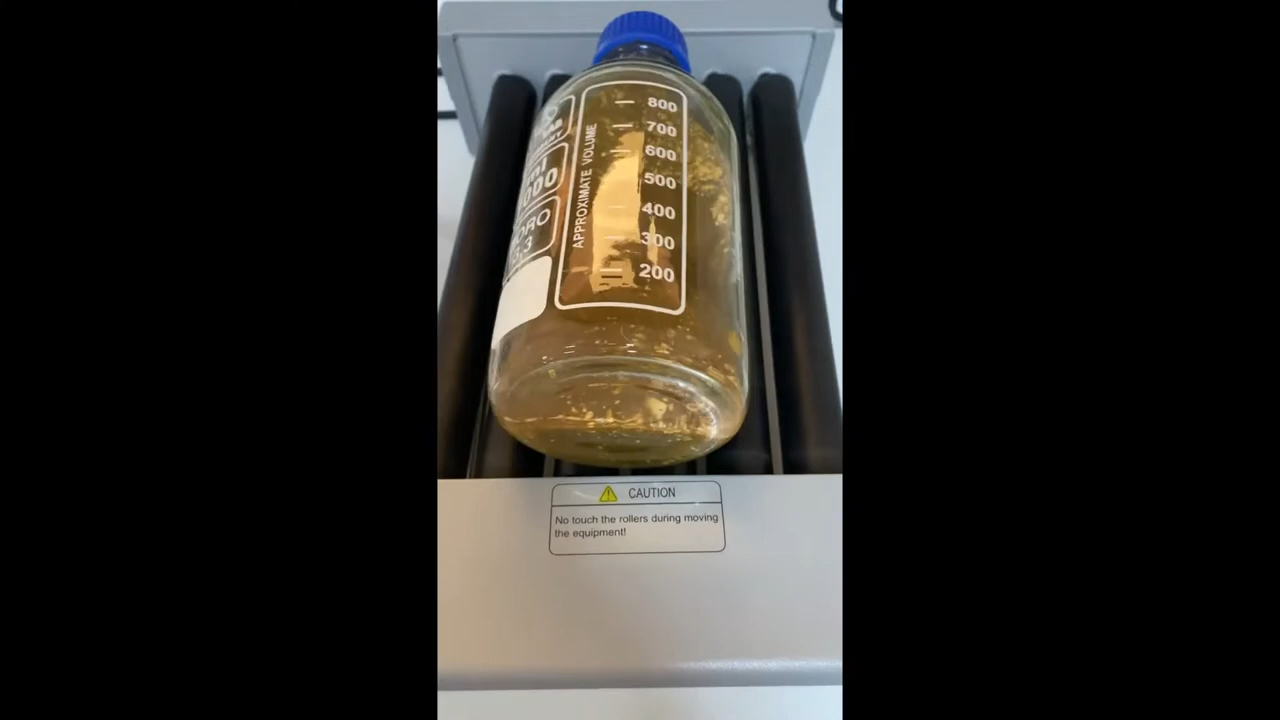 800
700
600
500
400
300
200
APPROXIMATE VOLUME
CAUTION
No touch the rollers during moving
the equipment!